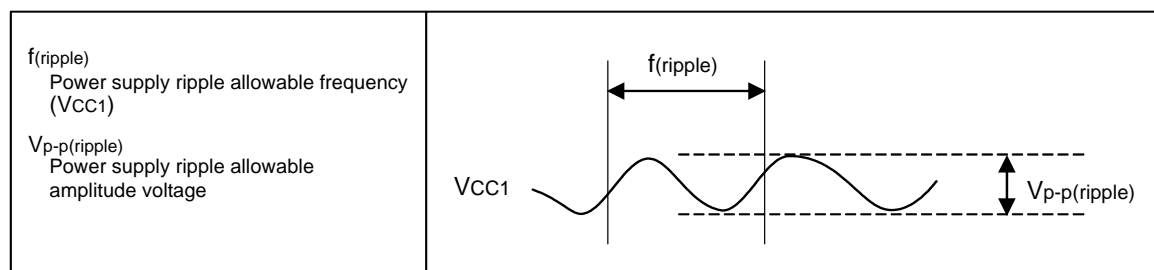 f(ripple)
Power supply ripple allowable frequency
(VCC1)
Vp-p(ripple)
Power supply ripple allowable
amplitude voltage
f(ripple)
VCC1
Vp-p(ripple)